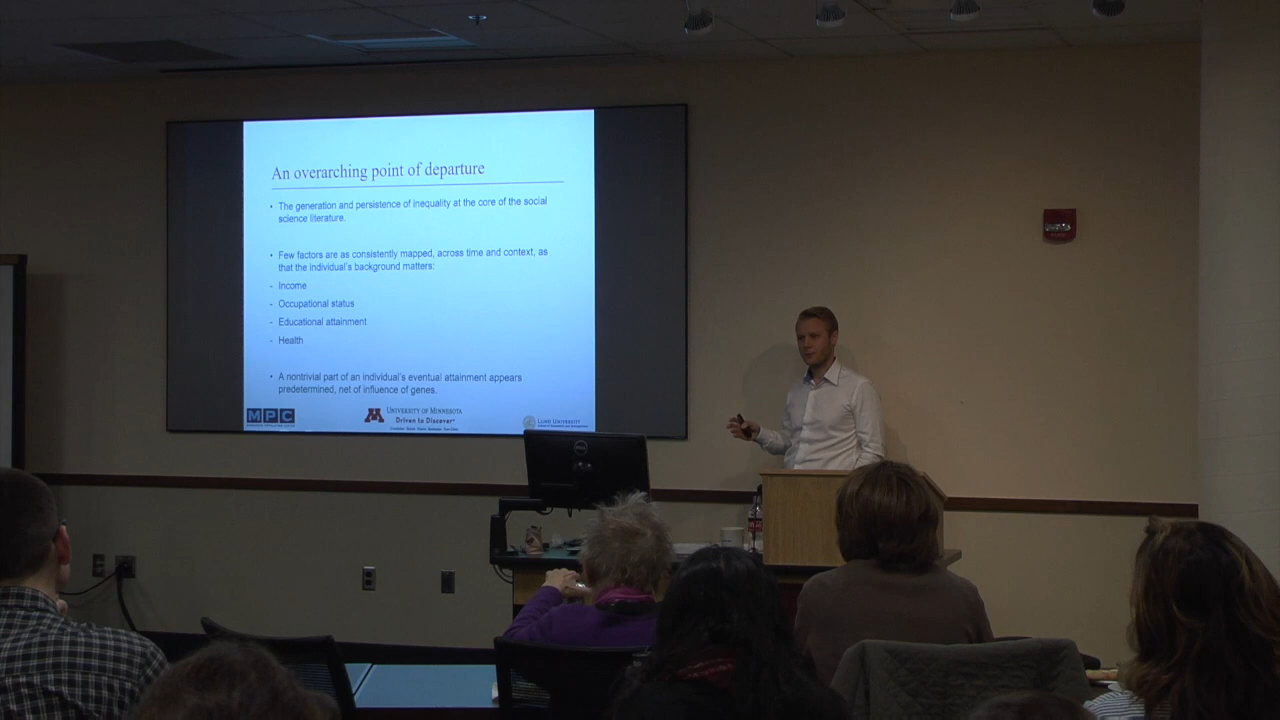 An overarching point of departure
• The generation and persistence of inequality at the core of the social
science literature.
• Few factors are as consistently mapped, across time and context, as
that the individual's background matters:
- Income
- Occupational status
- Educational attainment
- Health
• A nontrivial part of an individual's eventual attainment appears
predetermined, net of influence of genes.
MPC
UNIVERSITY OF MINNESOTA
Driven to Discover
LUND UNIVERSITY
DELL